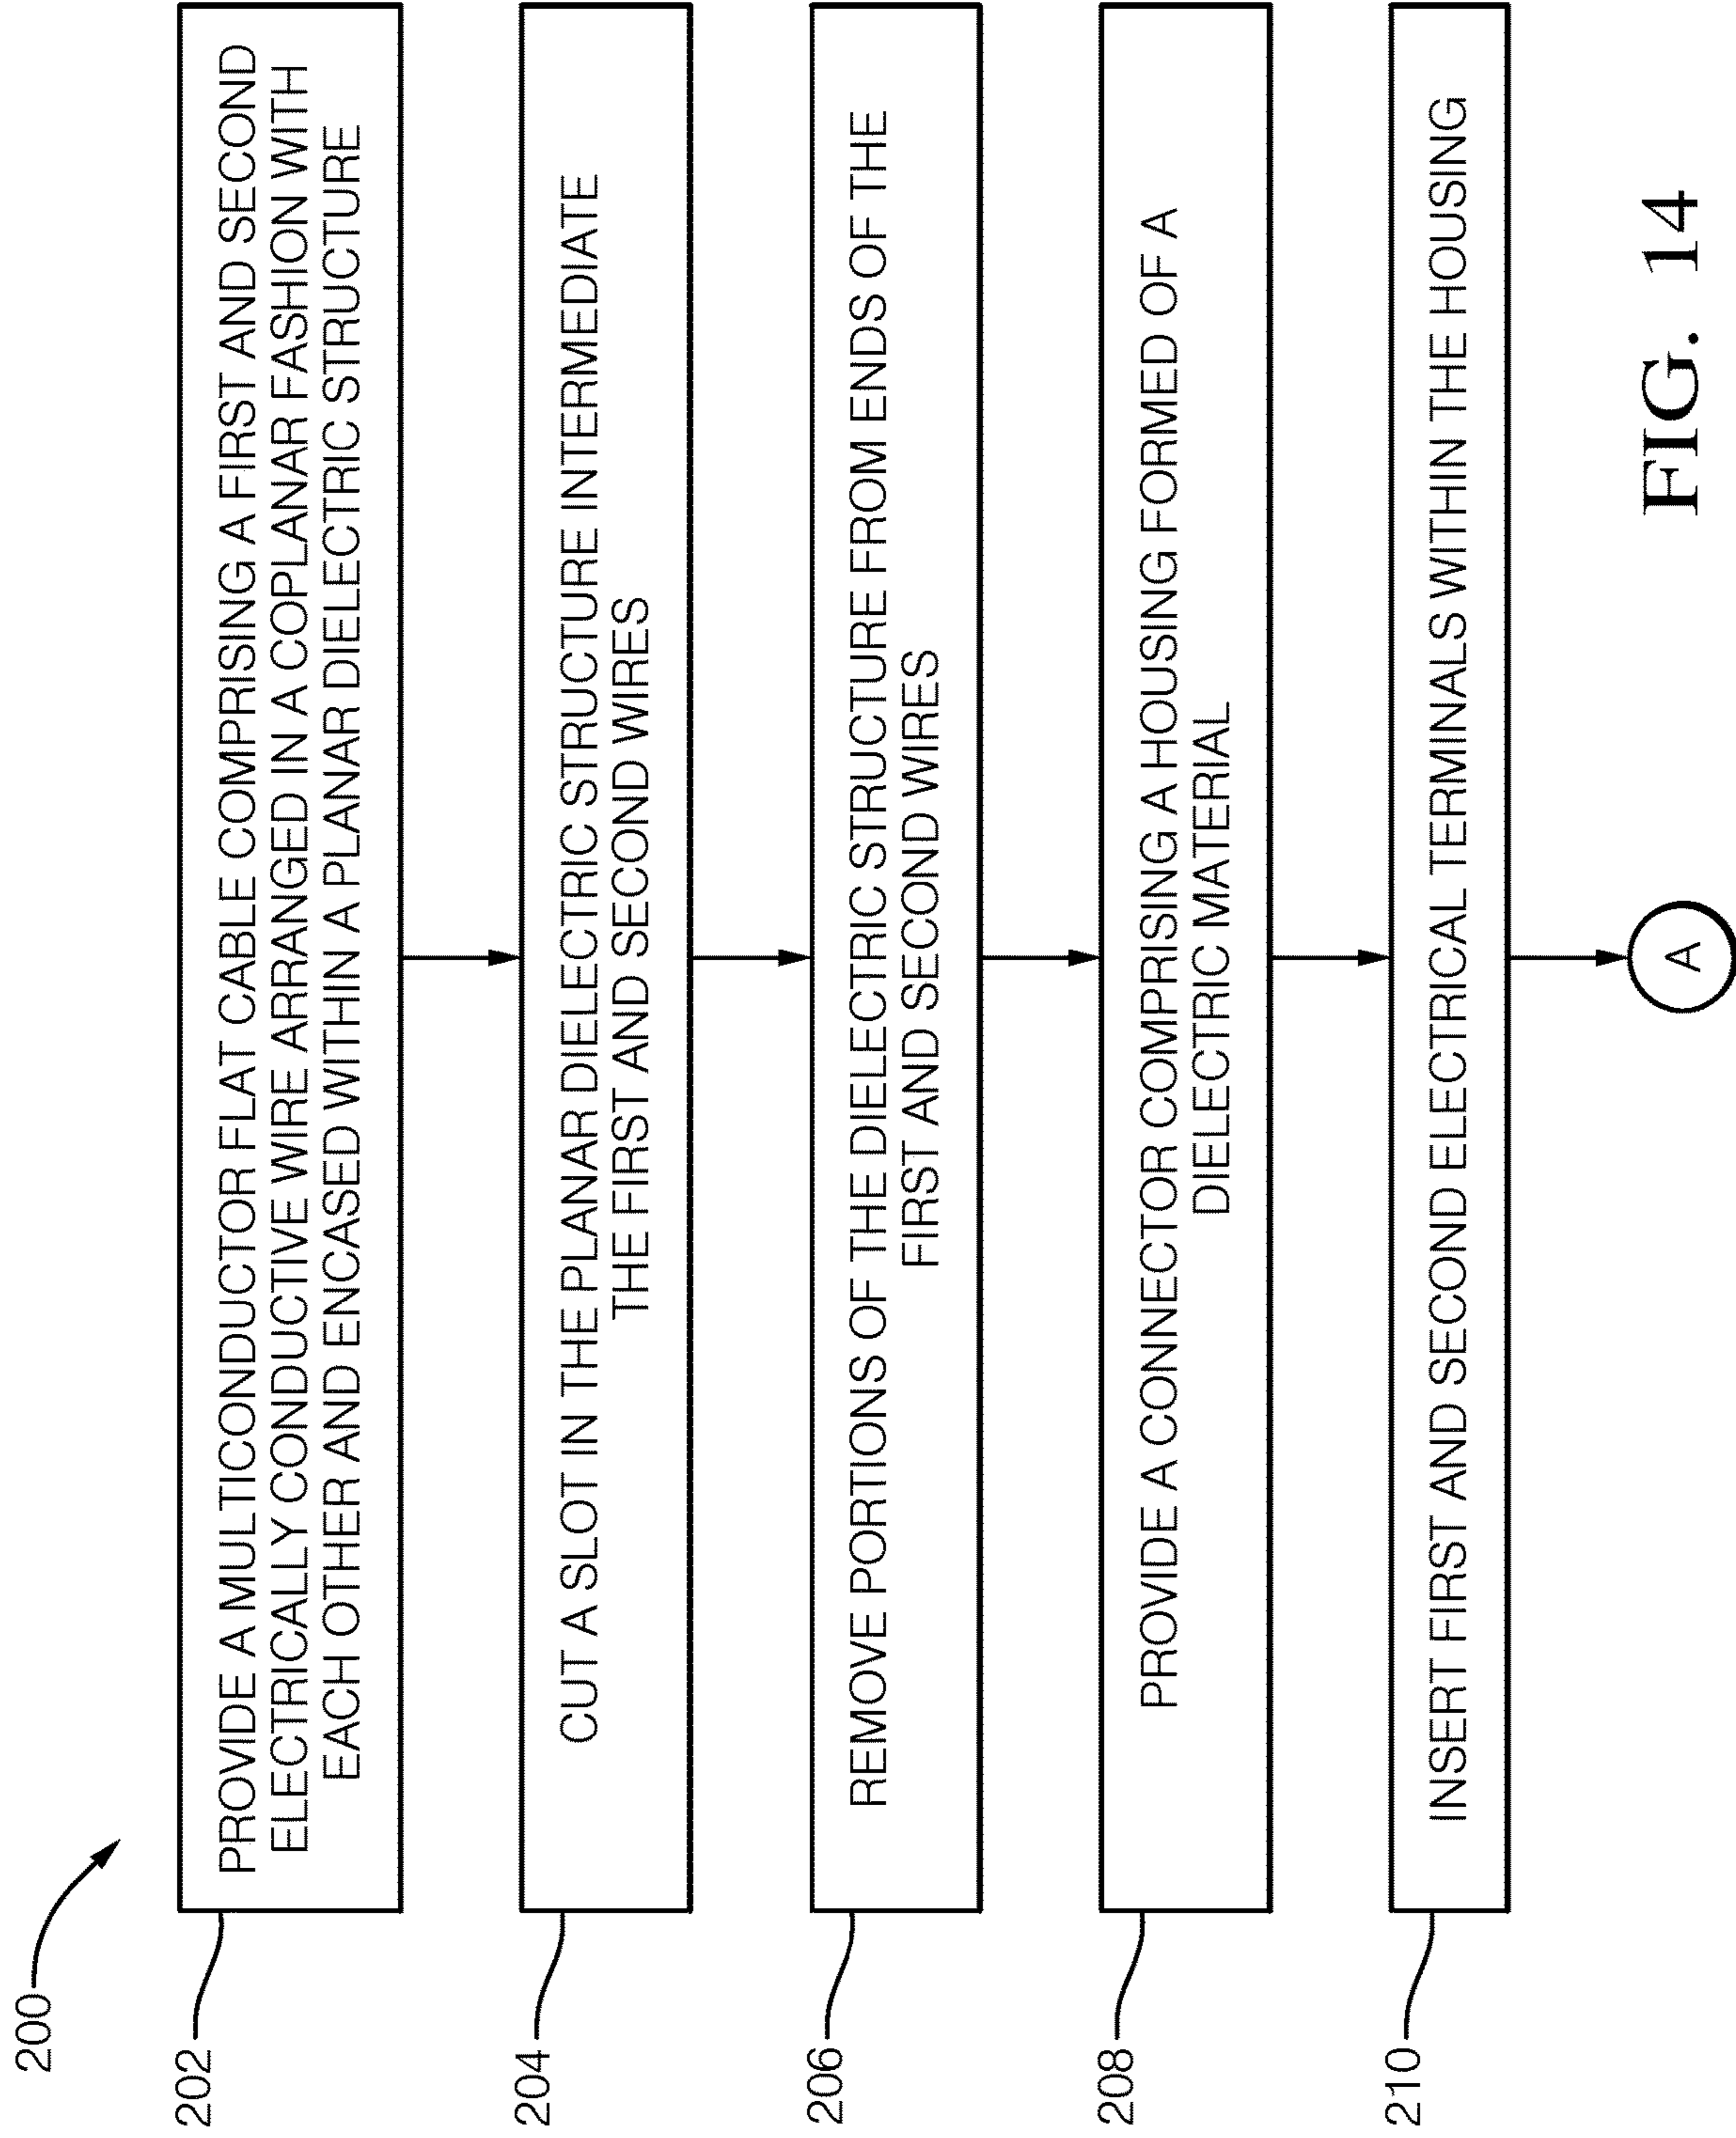 200
202
PROVIDE A MULTICONDUCTOR FLAT CABLE COMPRISING A FIRST AND SECOND
ELECTRICALLY CONDUCTIVE WIRE ARRANGED IN A COPLANAR FASHION WITH
EACH OTHER AND ENCASED WITHIN A PLANAR DIELECTRIC STRUCTURE
204
CUT A SLOT IN THE PLANAR DIELECTRIC STRUCTURE INTERMEDIATE
THE FIRST AND SECOND WIRES
206
REMOVE PORTIONS OF THE DIELECTRIC STRUCTURE FROM ENDS OF THE
FIRST AND SECOND WIRES
208
PROVIDE A CONNECTOR COMPRISING A HOUSING FORMED OF A
DIELECTRIC MATERIAL
210
INSERT FIRST AND SECOND ELECTRICAL TERMINALS WITHIN THE HOUSING
A
FIG. 14